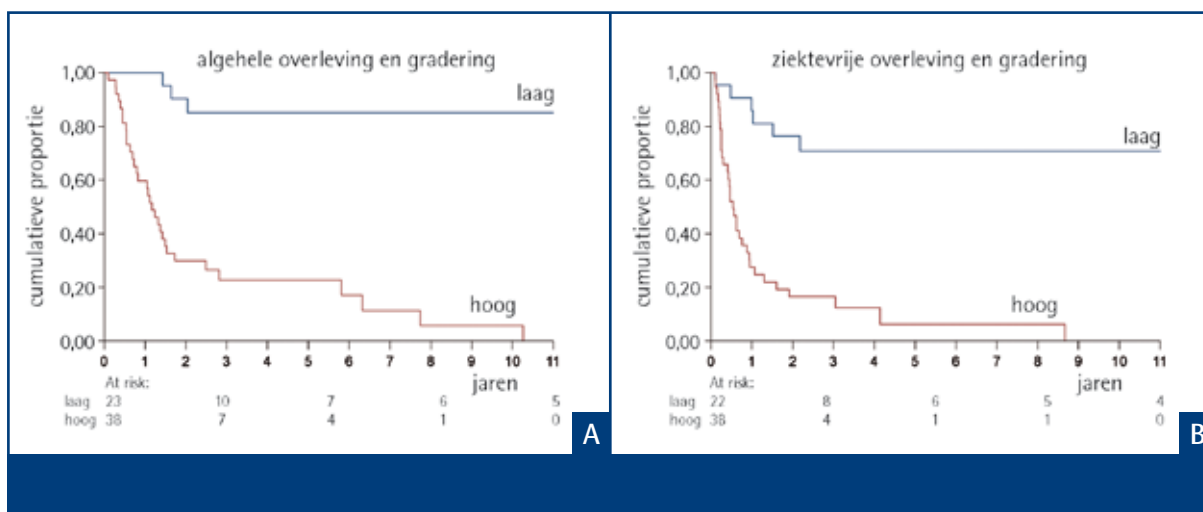 algehele overleving en gradering
cumulatieve proportie
1,00
0,80
0,60
0,40
0,20
0,00
laag
hoog
0 1 2 3 4 5 6 7 8 9 10 11
jaren
At risk:
laag 23 10 7 6 5
hoog 38 7 4 1 0
A
ziektevrije overleving en gradering
cumulatieve proportie
1,00
0,80
0,60
0,40
0,20
0,00
laag
hoog
0 1 2 3 4 5 6 7 8 9 10 11
jaren
At risk:
laag 22 8 6 5 4
hoog 38 4 1 1 0
B